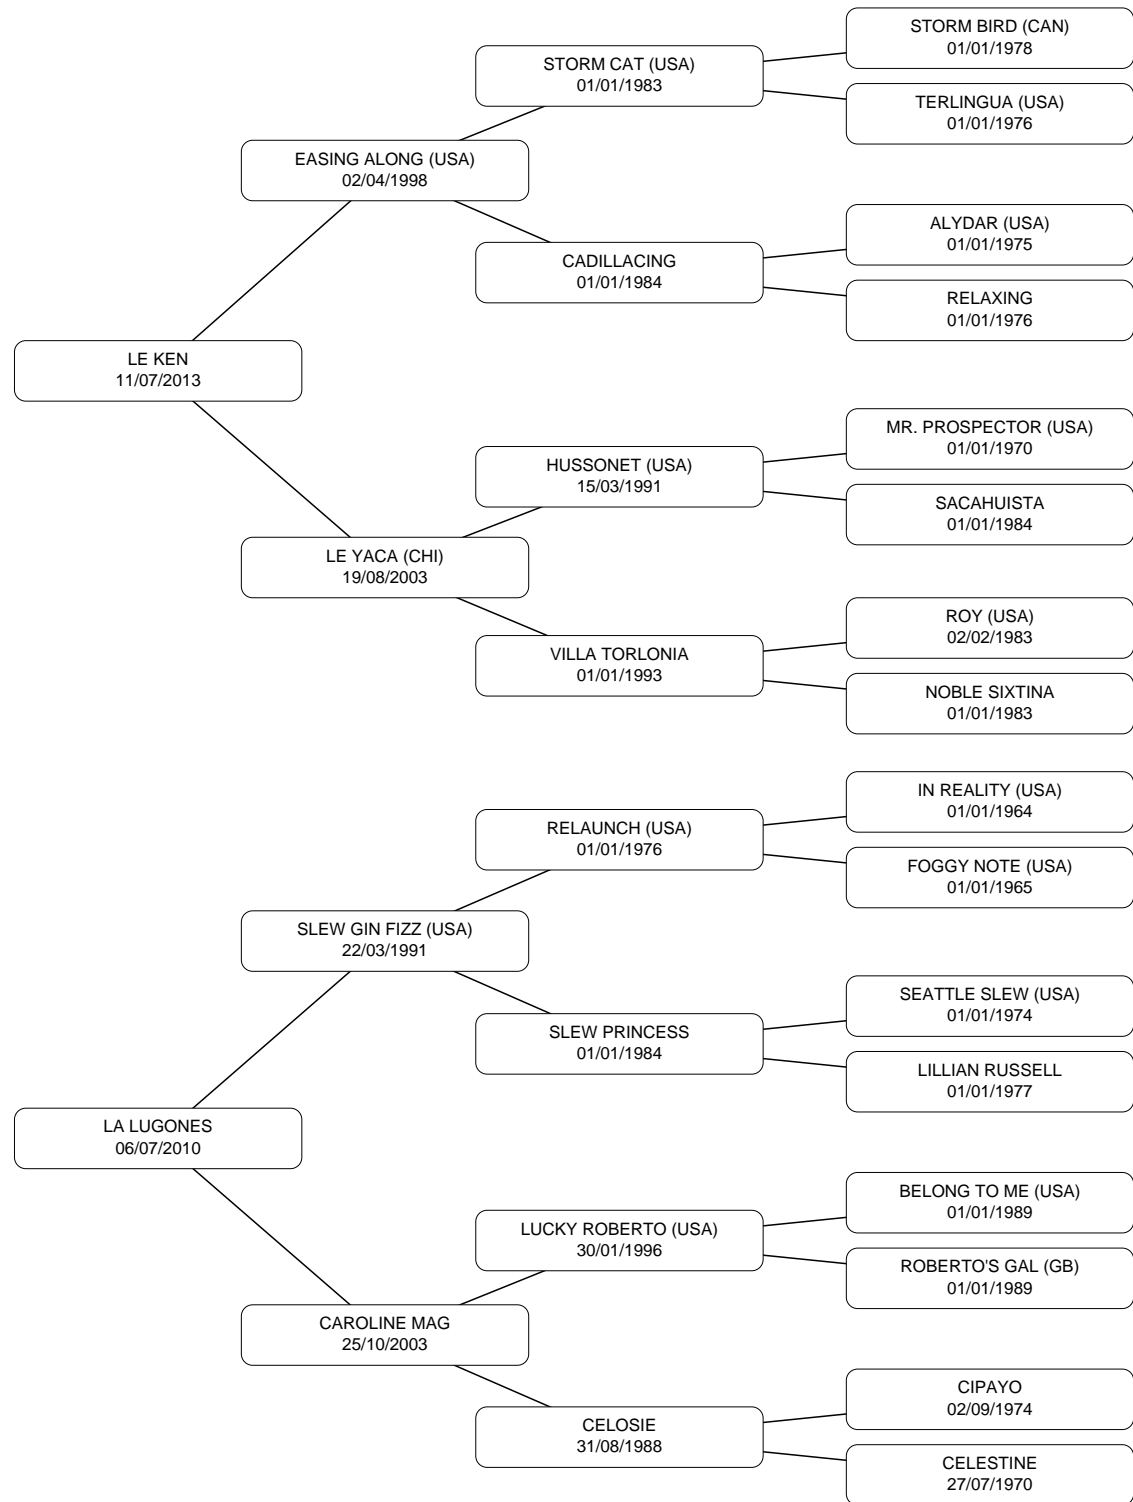 STORM BIRD (CAN)
01/01/1978
STORM CAT (USA)
01/01/1983
TERLINGUA (USA)
01/01/1976
EASING ALONG (USA)
02/04/1998
ALYDAR (USA)
01/01/1975
CADILLACING
01/01/1984
RELAXING
01/01/1976
LE KEN
11/07/2013
MR. PROSPECTOR (USA)
01/01/1970
HUSSONET (USA)
15/03/1991
SACAHUISTA
01/01/1984
LE YACA (CHI)
19/08/2003
ROY (USA)
02/02/1983
VILLA TORLONIA
01/01/1993
NOBLE SIXTINA
01/01/1983
IN REALITY (USA)
01/01/1964
RELAUNCH (USA)
01/01/1976
FOGGY NOTE (USA)
01/01/1965
SLEW GIN FIZZ (USA)
22/03/1991
SEATTLE SLEW (USA)
01/01/1974
SLEW PRINCESS
01/01/1984
LILLIAN RUSSELL
01/01/1977
LA LUGONES
06/07/2010
BELONG TO ME (USA)
01/01/1989
LUCKY ROBERTO (USA)
30/01/1996
ROBERTO'S GAL (GB)
01/01/1989
CAROLINE MAG
25/10/2003
CIPAYO
02/09/1974
CELOSIE
31/08/1988
CELESTINE
27/07/1970